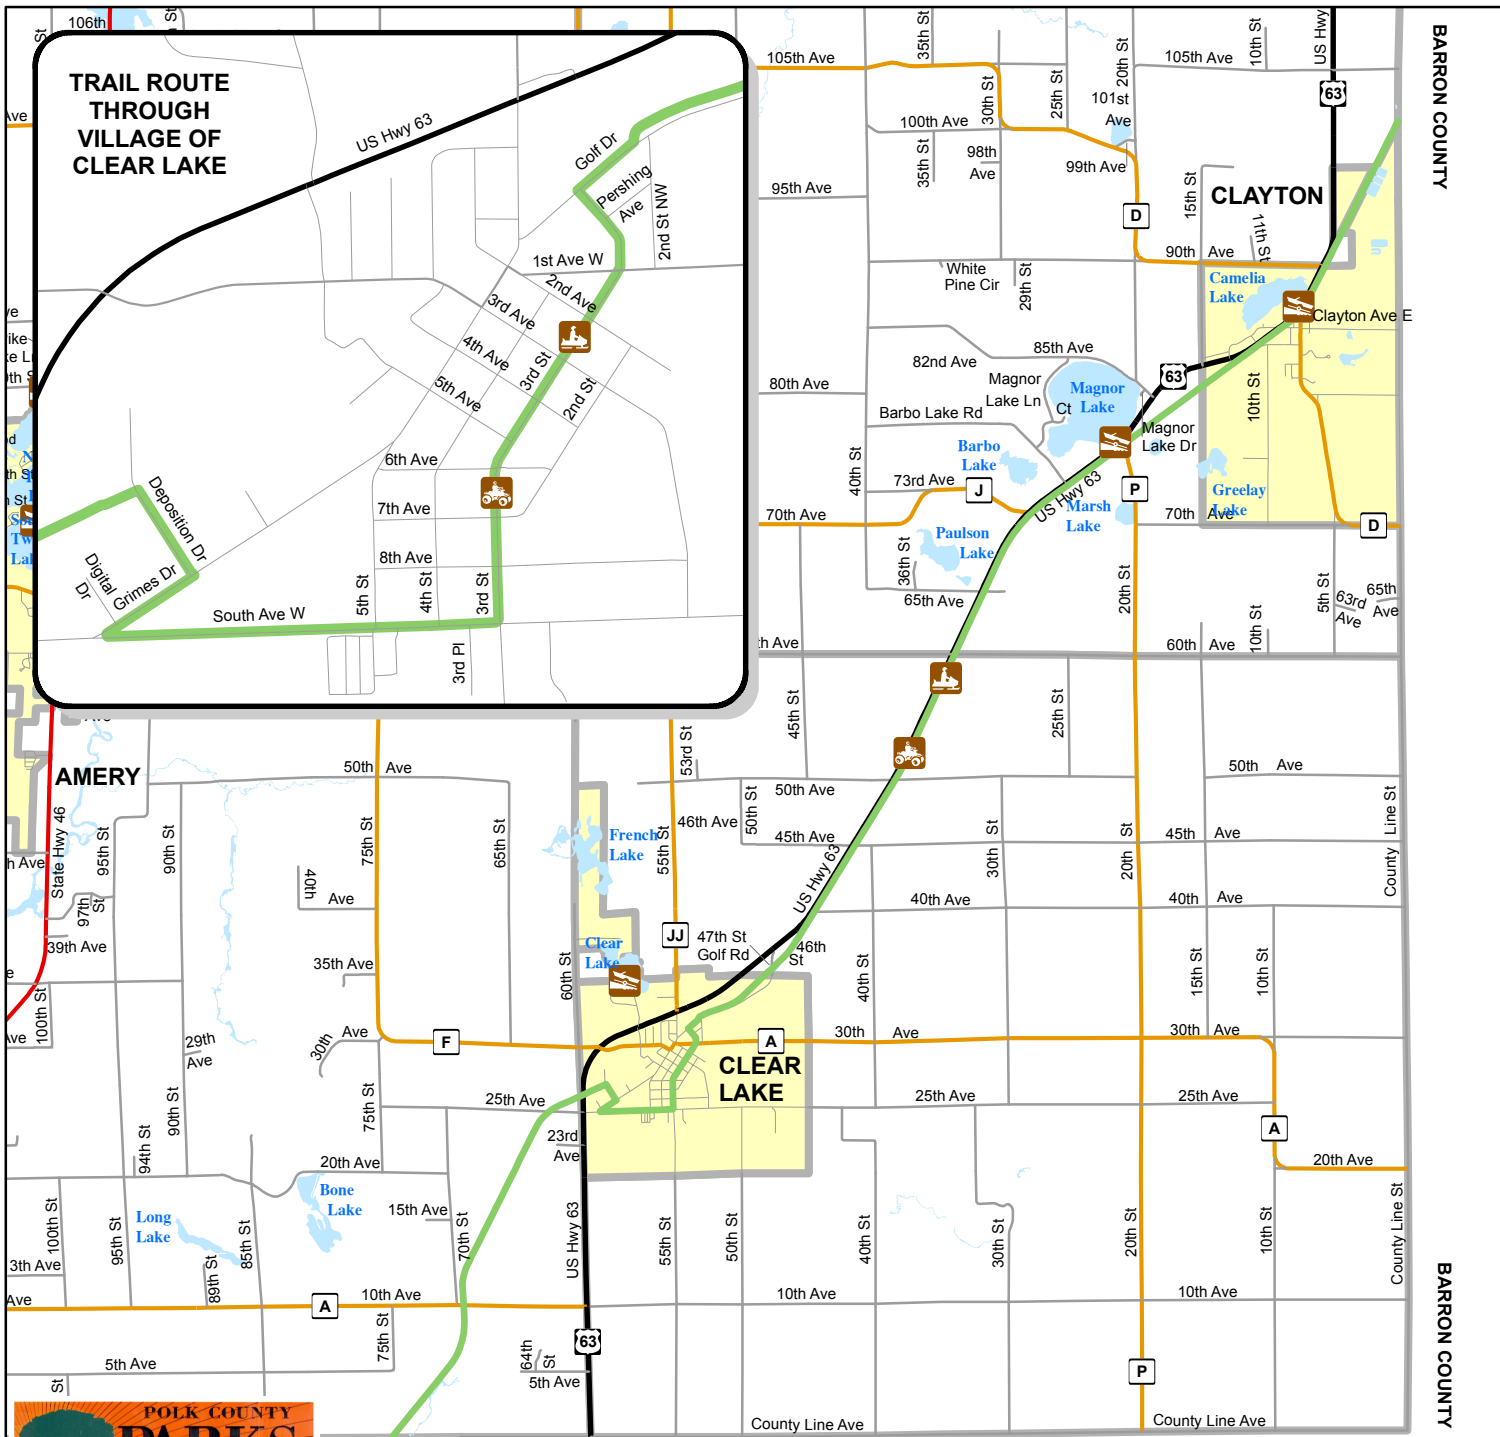 TRAIL ROUTE
THROUGH
VILLAGE OF
CLEAR LAKE
US Hwy 63
Golf Dr
Pershing
Ave
2nd St NW
1st Ave W
2nd Ave
3rd Ave
4th Ave
5th Ave
3rd St
2nd St
6th Ave
7th Ave
8th Ave
5th St
4th St
3rd St
South Ave W
3rd Pl
Deposition Dr
Grimes Dr
Digital
Dr
106th
St
St
Ave
105th Ave
35th St
30th St
25th St
20th St
101st
Ave
105th Ave
10th St
US Hwy
63
BARRON COUNTY
100th Ave
35th St
98th
Ave
99th Ave
95th Ave
D
15th St
CLAYTON
11th St
90th Ave
White
Pine Cir
29th St
Camelia
Lake
Clayton Ave E
85th Ave
82nd Ave
80th Ave
Magnor
Lake Ln
Ct
Magnor
Lake
63
10th St
Barbo Lake Rd
Magnor
Lake Dr
Barbo
Lake
40th St
73rd Ave
J
US Hwy 63
P
Marsh
Lake
Greelay
Lake
70th Ave
70th Ave
D
Paulson
Lake
36th St
65th Ave
20th St
5th St
63rd
Ave
65th
Ave
10th St
60th Ave
th Ave
45th St
25th St
AMERY
State Hwy 46
50th Ave
53rd St
50th Ave
50th Ave
50th St
46th Ave
45th Ave
45th Ave
95th St
90th St
75th St
65th St
French
Lake
55th St
30th St
20th St
County Line St
US Hwy 63
40th
Ave
97th
St
39th Ave
40th Ave
40th Ave
JJ
47th St
Golf Rd
46th
St
Clear
Lake
35th Ave
60th St
40th St
15th St
10th St
100th St
30th Ave
F
29th
Ave
A
30th Ave
30th Ave
CLEAR
LAKE
90th St
75th St
25th Ave
25th Ave
25th Ave
23rd
Ave
A
94th St
20th Ave
20th Ave
Bone
Lake
15th Ave
Long
Lake
100th St
95th St
89th St
85th St
70th St
US Hwy 63
55th St
50th St
40th St
30th St
20th St
10th St
County Line St
3th Ave
Ave
A
10th Ave
10th Ave
10th Ave
BARRON COUNTY
75th St
63
64th
St
5th Ave
5th Ave
P
St
County Line Ave
County Line Ave
POLK COUNTY
PARKS